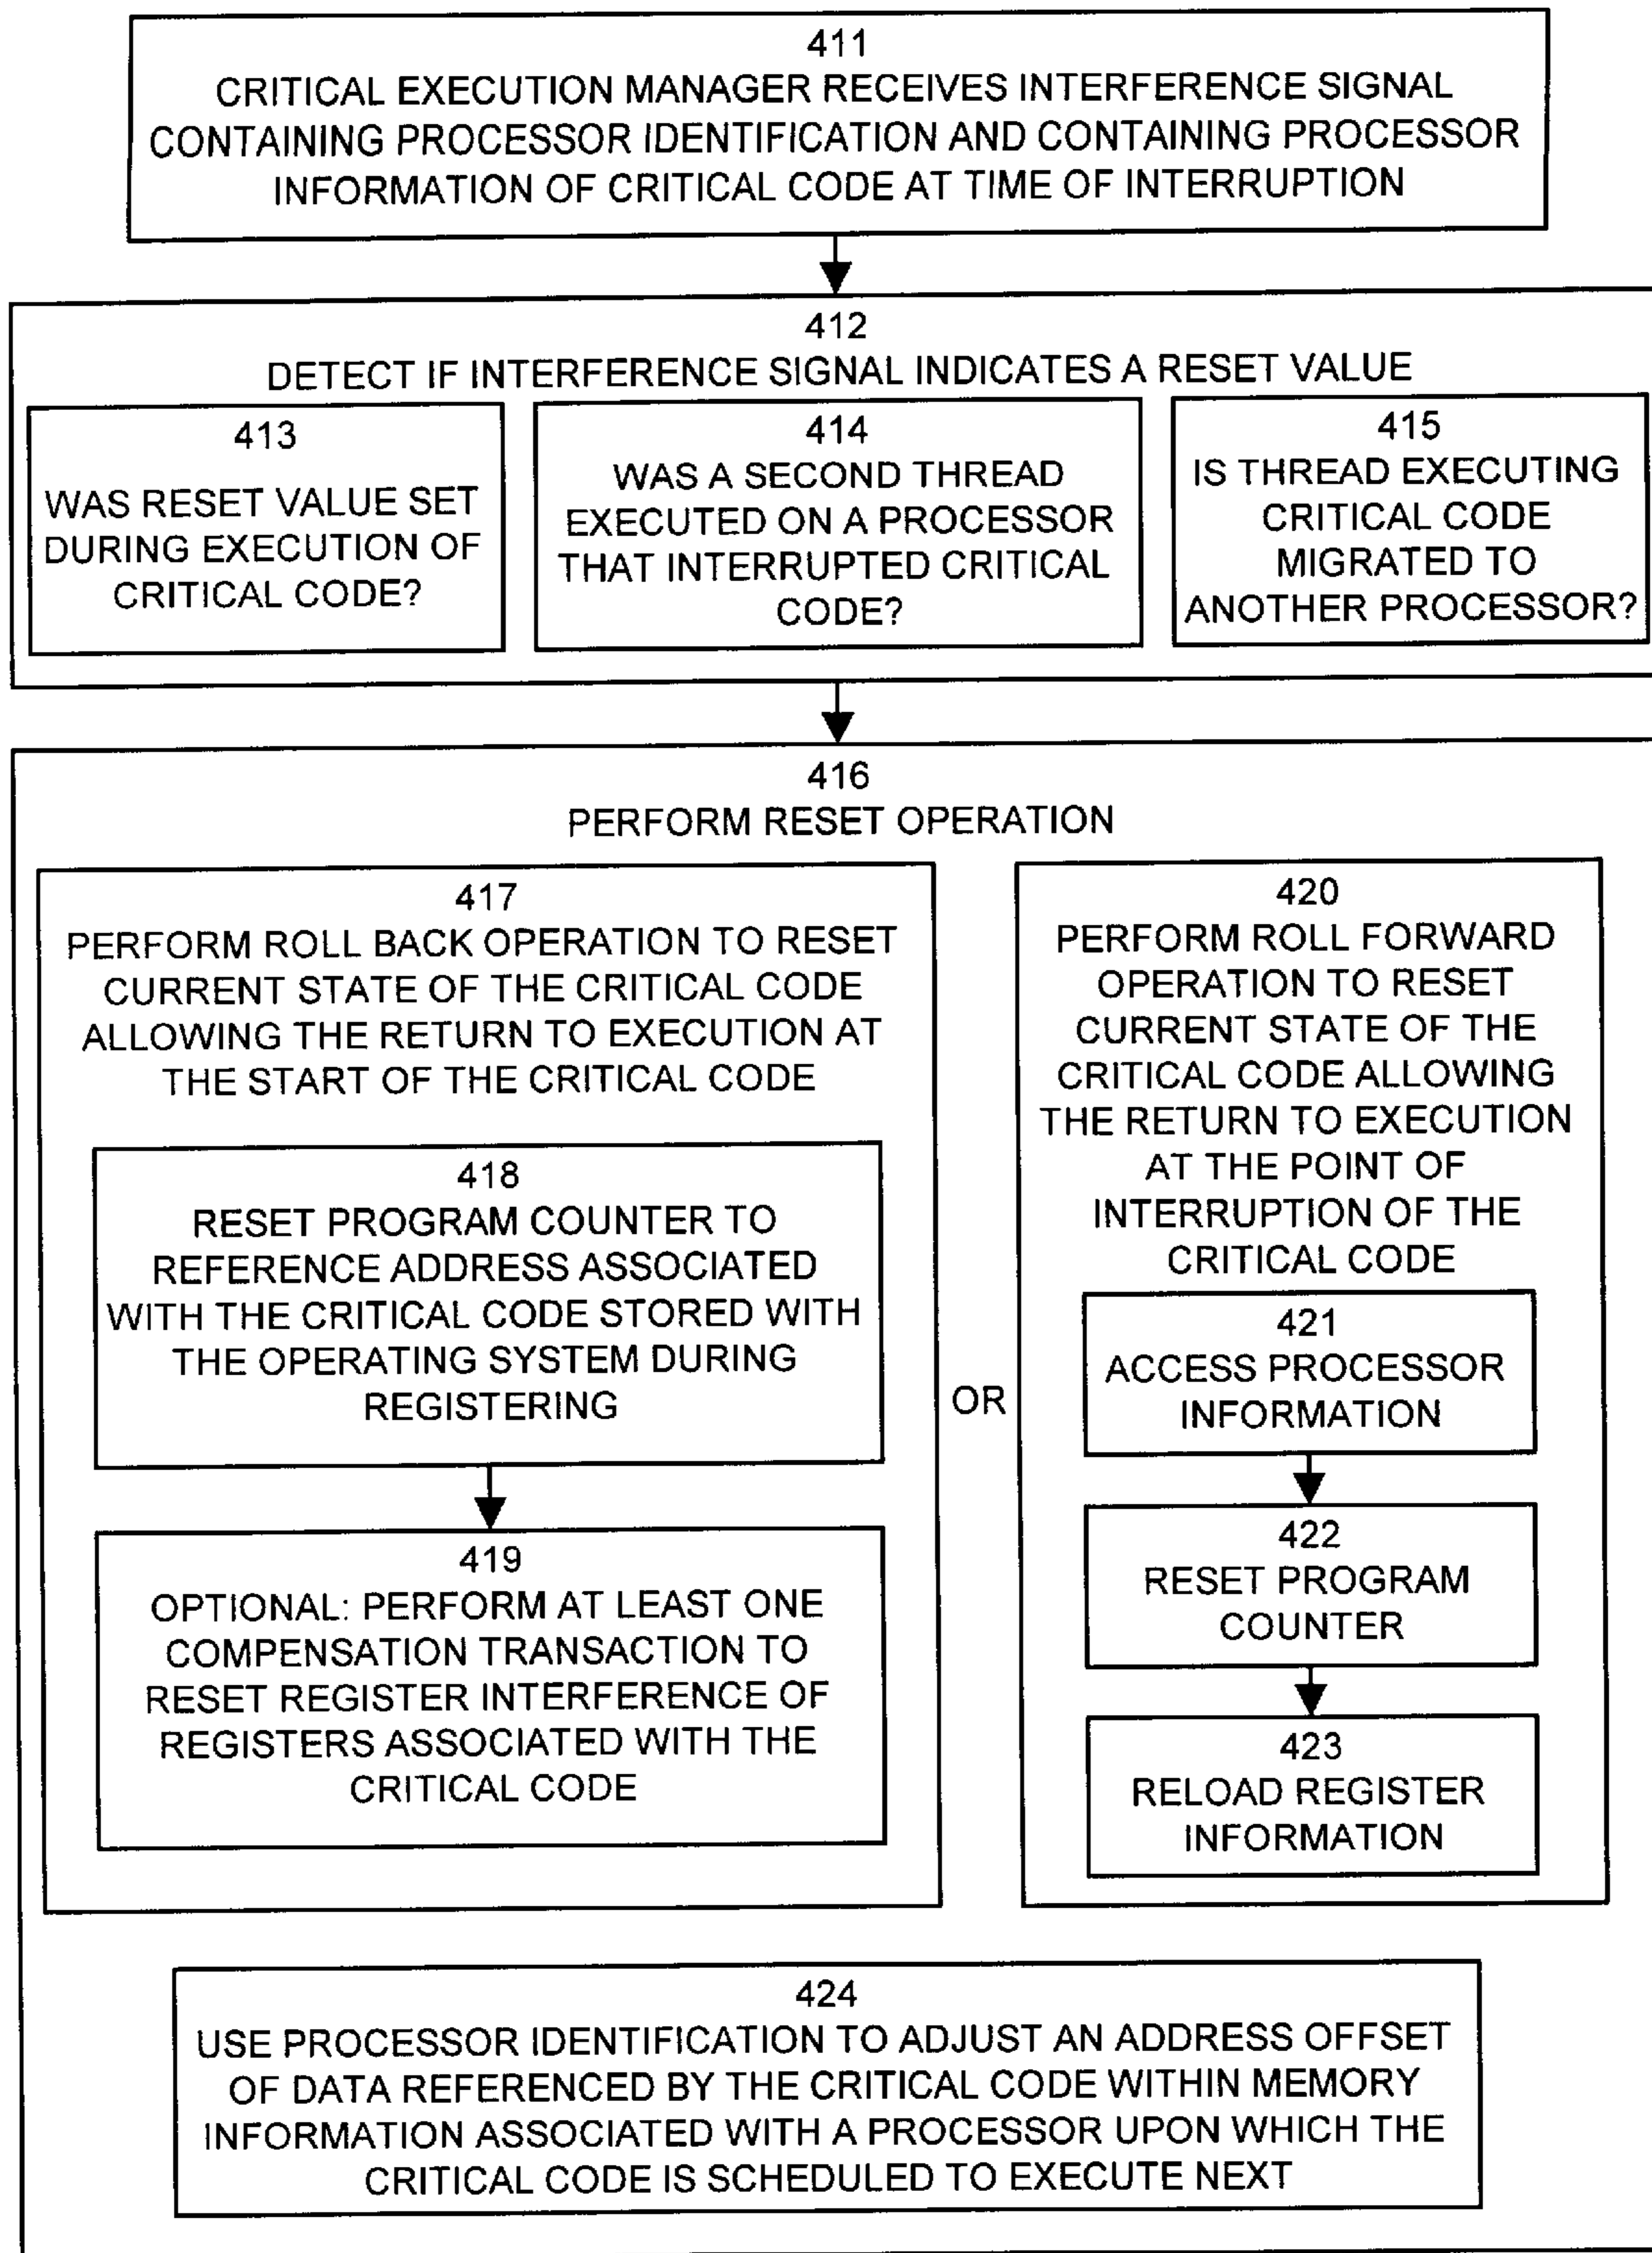 411
CRITICAL EXECUTION MANAGER RECEIVES INTERFERENCE SIGNAL
CONTAINING PROCESSOR IDENTIFICATION AND CONTAINING PROCESSOR
INFORMATION OF CRITICAL CODE AT TIME OF INTERRUPTION
412
DETECT IF INTERFERENCE SIGNAL INDICATES A RESET VALUE
413
WAS RESET VALUE SET
DURING EXECUTION OF
CRITICAL CODE?
414
WAS A SECOND THREAD
EXECUTED ON A PROCESSOR
THAT INTERRUPTED CRITICAL
CODE?
415
IS THREAD EXECUTING
CRITICAL CODE
MIGRATED TO
ANOTHER PROCESSOR?
416
PERFORM RESET OPERATION
417
PERFORM ROLL BACK OPERATION TO RESET
CURRENT STATE OF THE CRITICAL CODE
ALLOWING THE RETURN TO EXECUTION AT
THE START OF THE CRITICAL CODE
418
RESET PROGRAM COUNTER TO
REFERENCE ADDRESS ASSOCIATED
WITH THE CRITICAL CODE STORED WITH
THE OPERATING SYSTEM DURING
REGISTERING
419
OPTIONAL: PERFORM AT LEAST ONE
COMPENSATION TRANSACTION TO
RESET REGISTER INTERFERENCE OF
REGISTERS ASSOCIATED WITH THE
CRITICAL CODE
OR
420
PERFORM ROLL FORWARD
OPERATION TO RESET
CURRENT STATE OF THE
CRITICAL CODE ALLOWING
THE RETURN TO EXECUTION
AT THE POINT OF
INTERRUPTION OF THE
CRITICAL CODE
421
ACCESS PROCESSOR
INFORMATION
422
RESET PROGRAM
COUNTER
423
RELOAD REGISTER
INFORMATION
424
USE PROCESSOR IDENTIFICATION TO ADJUST AN ADDRESS OFFSET
OF DATA REFERENCED BY THE CRITICAL CODE WITHIN MEMORY
INFORMATION ASSOCIATED WITH A PROCESSOR UPON WHICH THE
CRITICAL CODE IS SCHEDULED TO EXECUTE NEXT